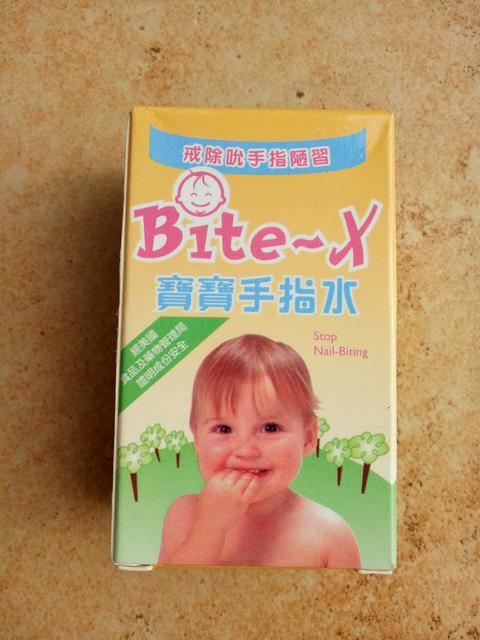 戒除吮手指陋習
Bite~X
寶寶手指水
Stop
Nail-Biting
經美國
食品及藥物管理局
證明成份安全